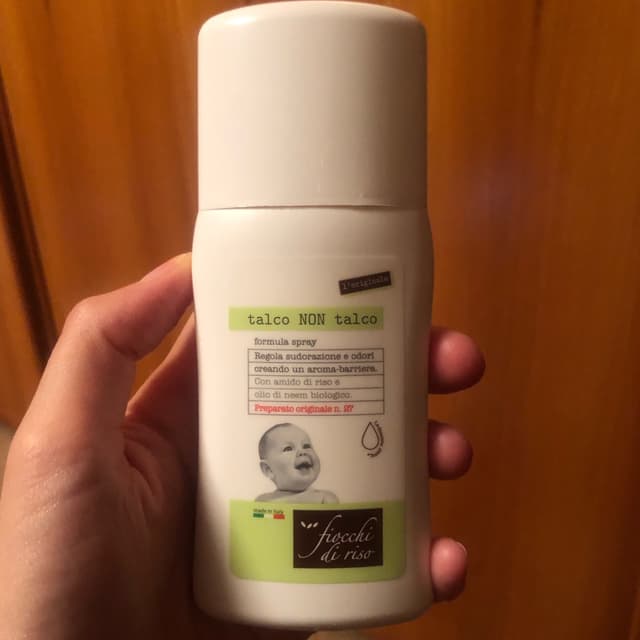 l'originale
talco NON talco
formula spray
Regola sudorazione e odori
creando un aroma-barriera.
Con amido di riso e
olio di neem biologico.
Preparato originale n. 27
made in Italy
fiocchi
di riso